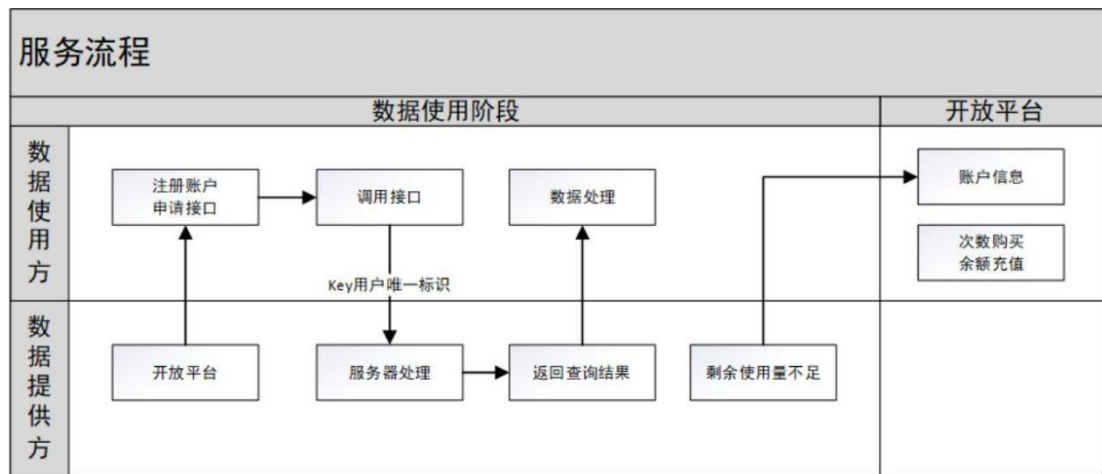 服务流程
数据使用阶段
开放平台
数据使用方
注册账户
申请接口
调用接口
数据处理
账户信息
次数购买
余额充值
Key用户唯一标识
数据提供方
开放平台
服务器处理
返回查询结果
剩余使用量不足